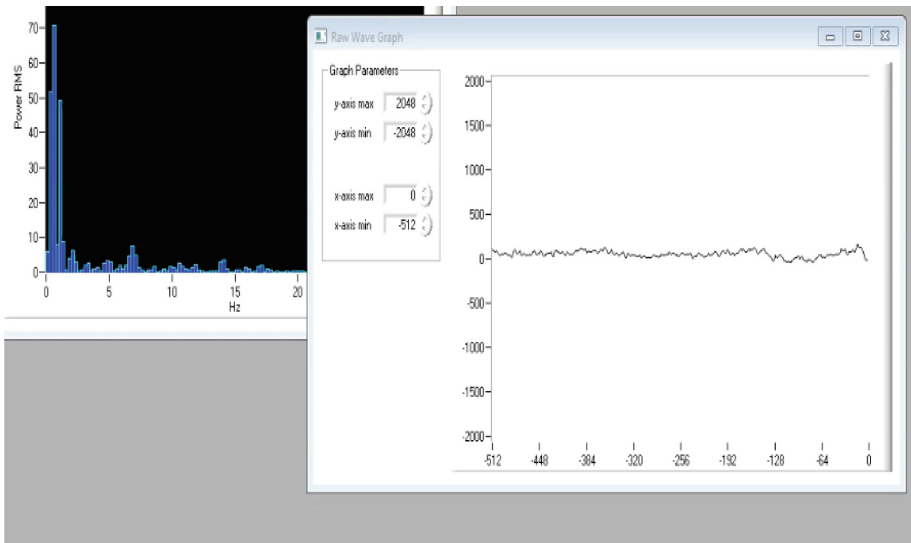 70
60
50
40
30
20
10
0
Power RMS
0 5 10 15 20
Hz
Raw Wave Graph
Graph Parameters
y-axis max 2048
y-axis min -2048
x-axis max 0
x-axis min -512
2000
1500
1000
500
0
-500
-1000
-1500
-2000
-512 -448 -384 -320 -256 -192 -128 -64 0